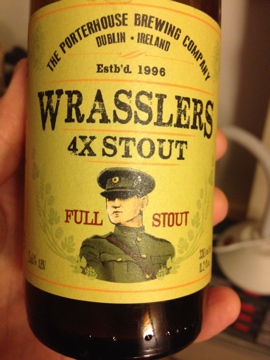 THE PORTERHOUSE BREWING COMPANY
DUBLIN • IRELAND
Estb'd. 1996
WRASSLERS
4X STOUT
FULL STOUT